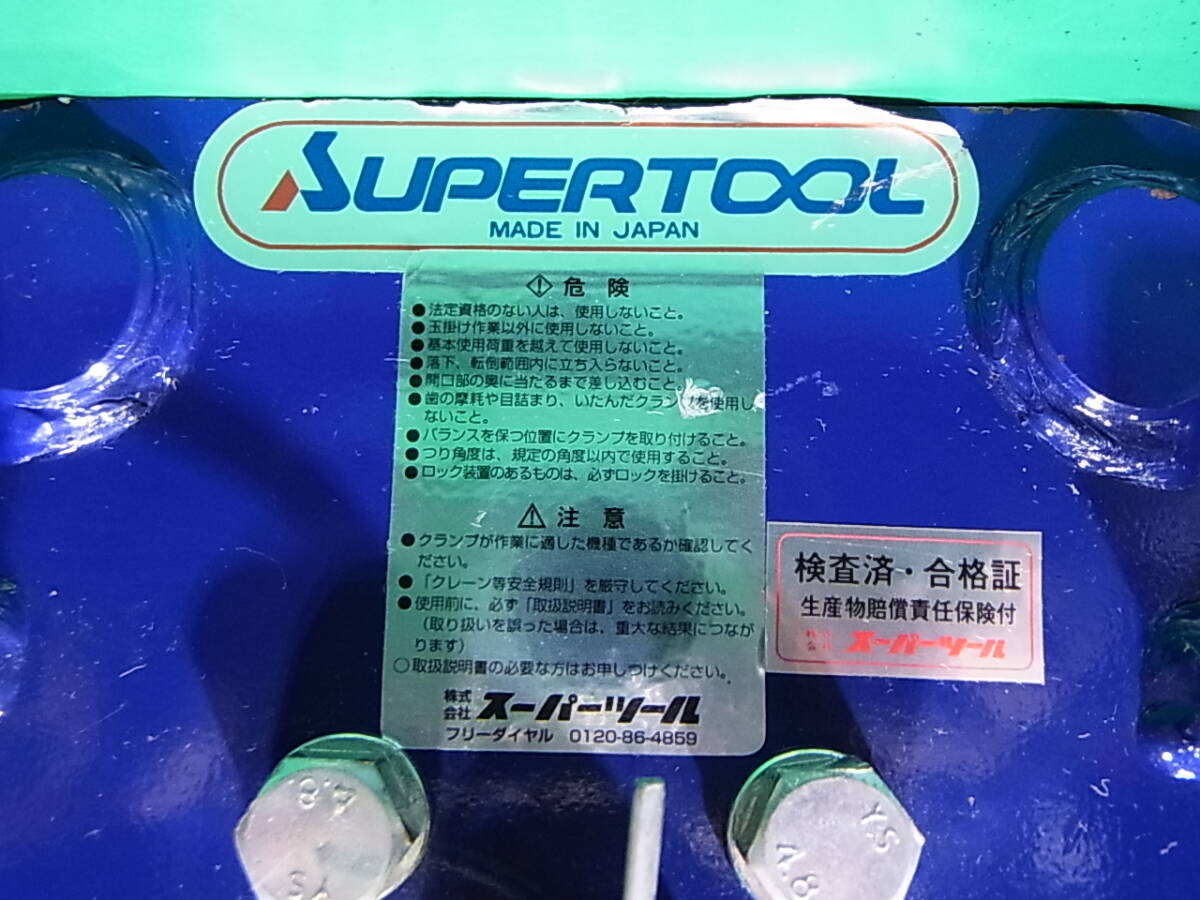 SUPERTOOL
MADE IN JAPAN
危険
●法定資格のない人は、使用しないこと。
●玉掛け作業以外に使用しないこと。
●基本使用荷重を越えて使用しないこと。
●落下、転倒範囲内に立ち入らないこと。
●開口部の奥に当たるまで差し込むこと。
●歯の摩耗や目詰まり、いたんだクランプを使用し
ないこと。
●バランスを保つ位置にクランプを取り付けること。
●つり角度は、規定の角度以内で使用すること。
●ロック装置のあるものは、必ずロックを掛けること。
注意
●クランプが作業に適した機種であるか確認してく
ださい。
●「クレーン等安全規則」を厳守してください。
●使用前に、必ず「取扱説明書」をお読みください。
(取り扱いを誤った場合は、重大な結果につなが
ります)
○取扱説明書の必要な方はお申しつけください。
株式会社 スーパーツール
フリーダイヤル 0120-86-4859
検査済・合格証
生産物賠償責任保険付
株式会社 スーパーツール
4.8
YS
YS
4.8